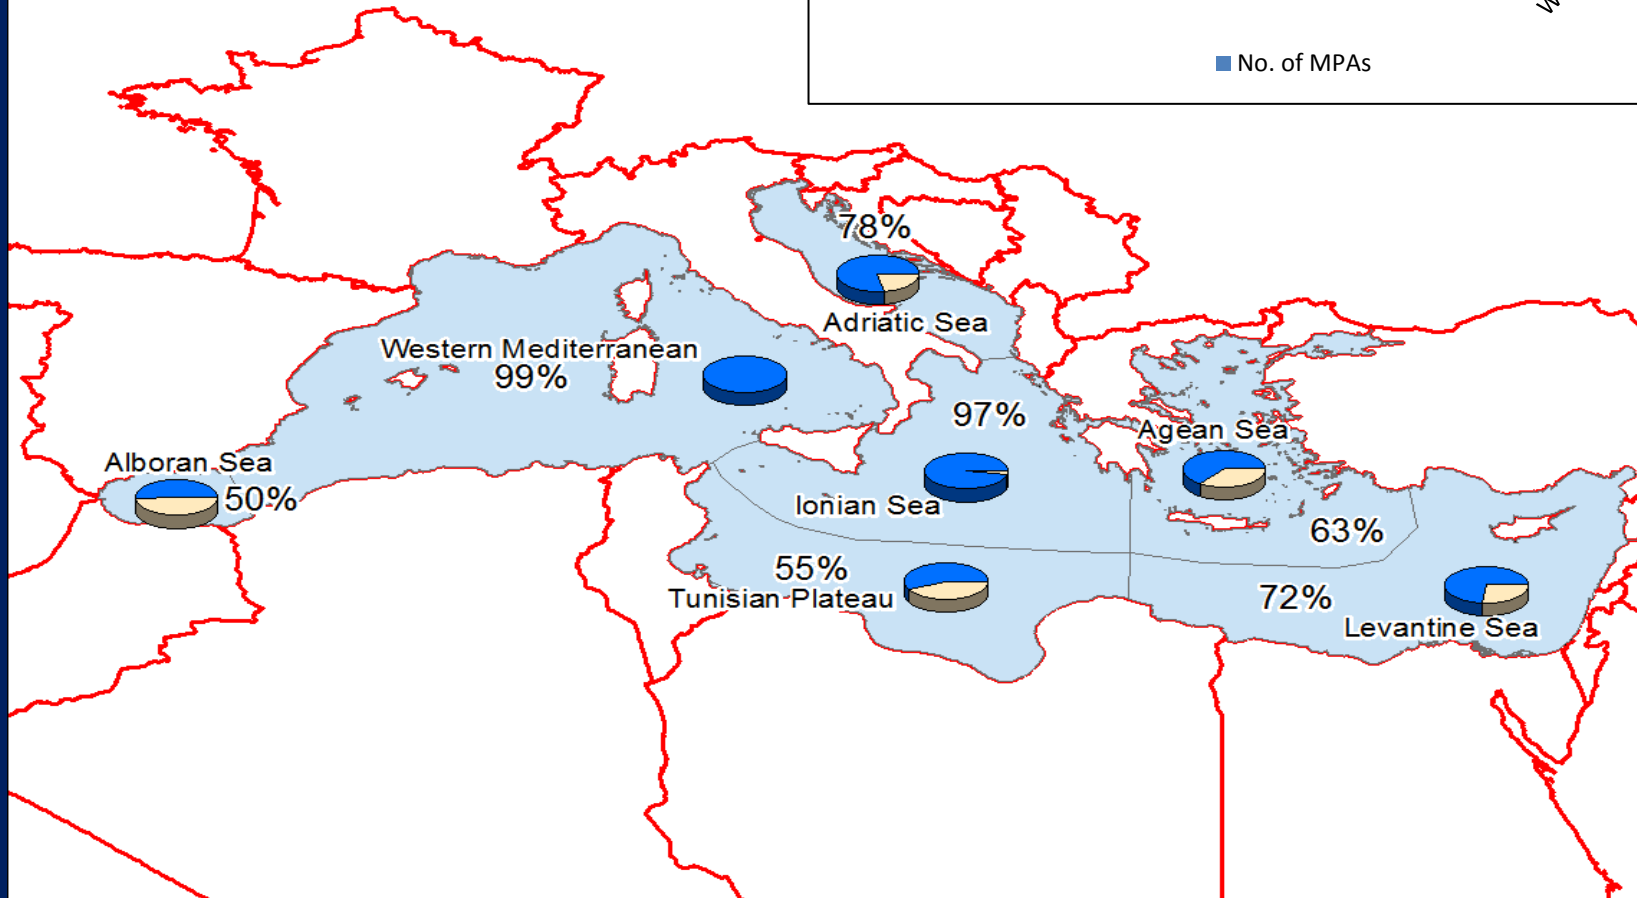 No. of MPAs
78%
Adriatic Sea
Western Mediterranean
99%
97%
Agean Sea
Alboran Sea
50%
Ionian Sea
63%
55%
Tunisian Plateau
72%
Levantine Sea